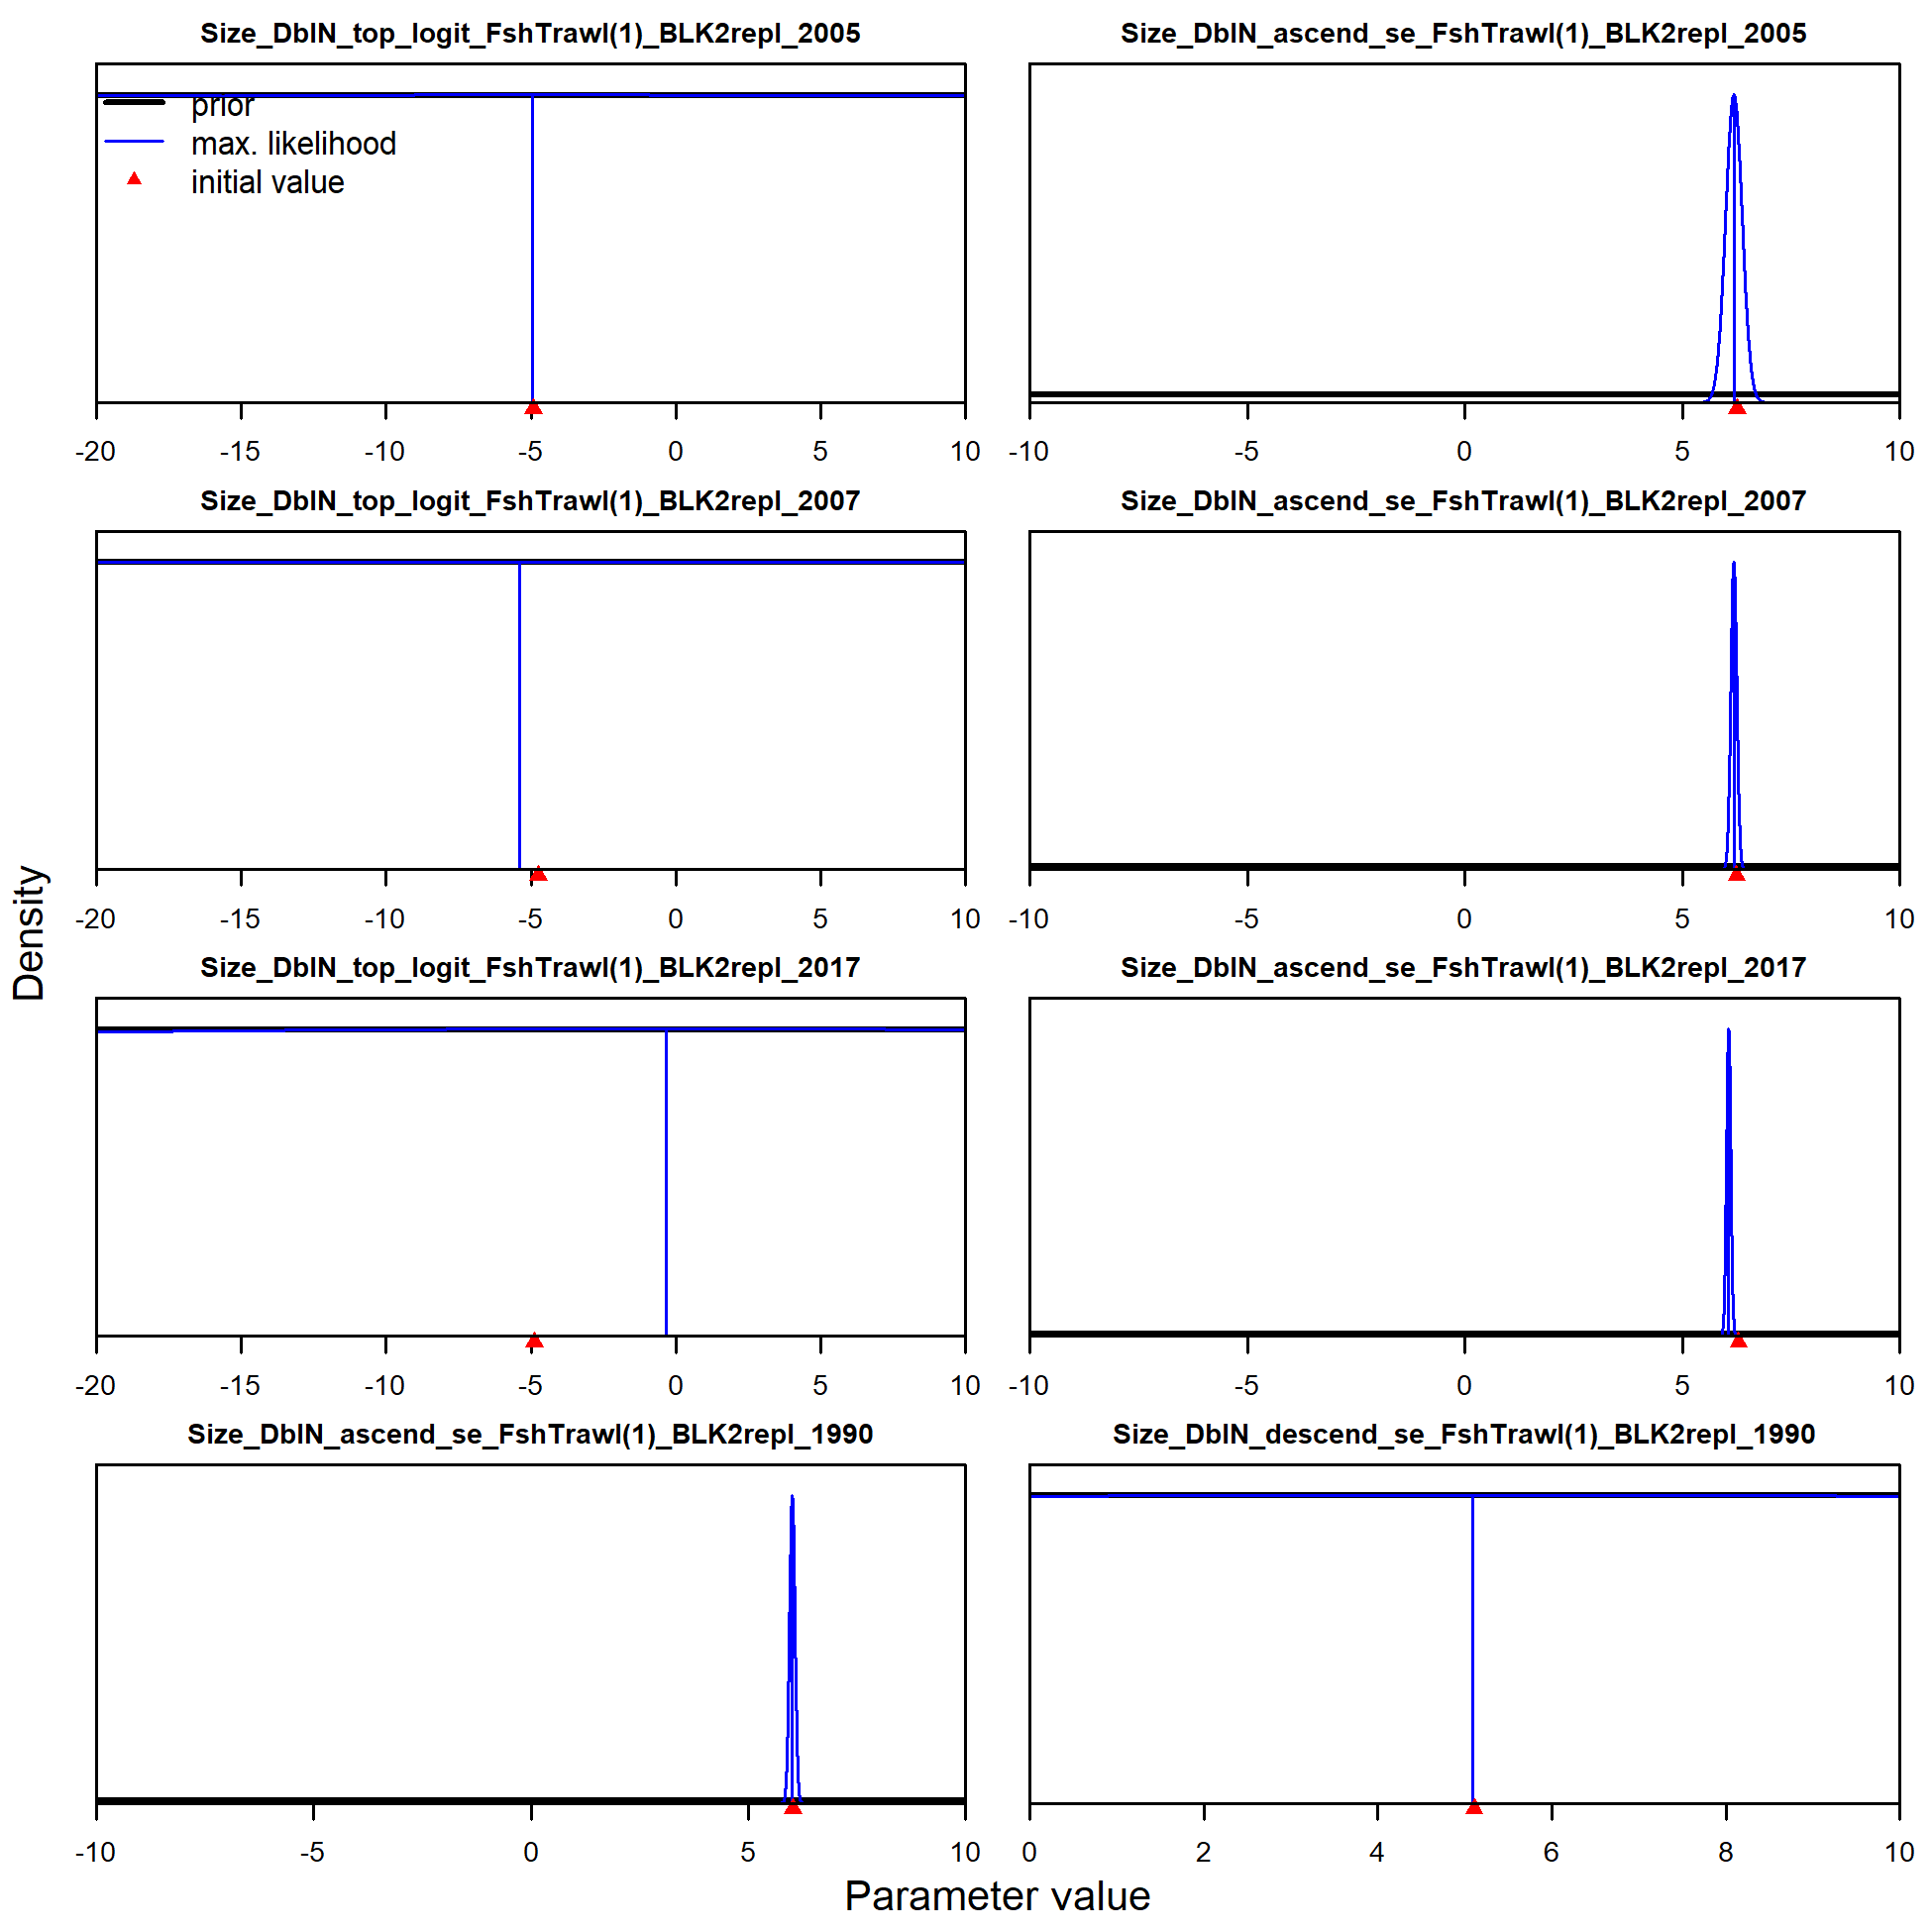 Size_DblN_top_logit_FshTrawl(1)_BLK2repl_2005
prior
max. likelihood
initial value
-20 -15 -10 -5 0 5 10
Size_DblN_ascend_se_FshTrawl(1)_BLK2repl_2005
-10 -5 0 5 10
Size_DblN_top_logit_FshTrawl(1)_BLK2repl_2007
-20 -15 -10 -5 0 5 10
Size_DblN_ascend_se_FshTrawl(1)_BLK2repl_2007
-10 -5 0 5 10
Size_DblN_top_logit_FshTrawl(1)_BLK2repl_2017
-20 -15 -10 -5 0 5 10
Size_DblN_ascend_se_FshTrawl(1)_BLK2repl_2017
-10 -5 0 5 10
Size_DblN_ascend_se_FshTrawl(1)_BLK2repl_1990
-10 -5 0 5 10
Size_DblN_descend_se_FshTrawl(1)_BLK2repl_1990
0 2 4 6 8 10
Density
Parameter value